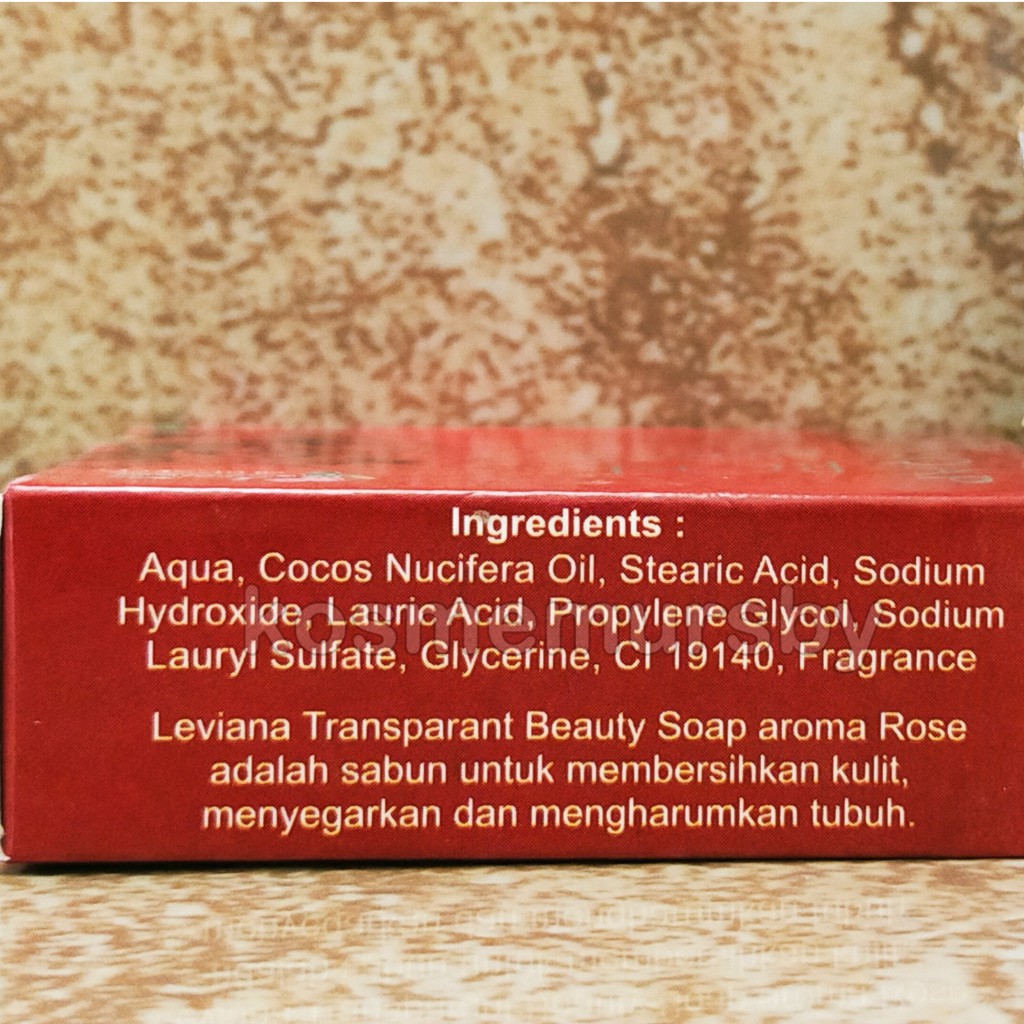 Ingredients :
Aqua, Cocos Nucifera Oil, Stearic Acid, Sodium
Hydroxide, Lauric Acid, Propylene Glycol, Sodium
Lauryl Sulfate, Glycerine, CI 19140, Fragrance
kosmemursby
Leviana Transparant Beauty Soap aroma Rose
adalah sabun untuk membersihkan kulit,
menyegarkan dan mengharumkan tubuh.